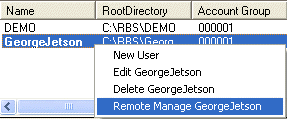 Name RootDirectory Account Group
DEMO C:\RBS\DEMO 000001
GeorgeJetson C:\RBS\Georg 000001
New User
Edit GeorgeJetson
Delete GeorgeJetson
Remote Manage GeorgeJetson